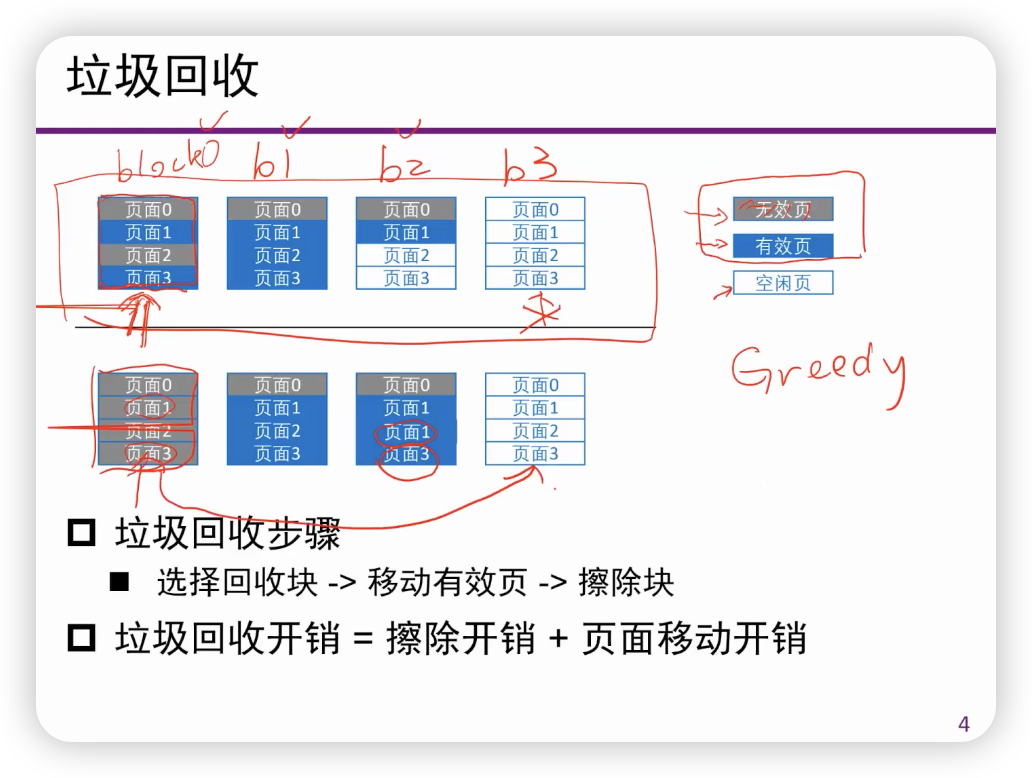 垃圾回收
block0 b1 b2 b3
页面0 页面0 页面0 页面0 无效页
页面1 页面1 页面1 页面1
页面2 页面2 页面2 页面2 有效页
页面3 页面3 页面3 页面3 空闲页
Greedy
页面0 页面0 页面0 页面0
页面1 页面1 页面1 页面1
页面2 页面2 页面1 页面2
页面3 页面3 页面3 页面3
垃圾回收步骤
选择回收块 -> 移动有效页 -> 擦除块
垃圾回收开销 = 擦除开销 + 页面移动开销
4